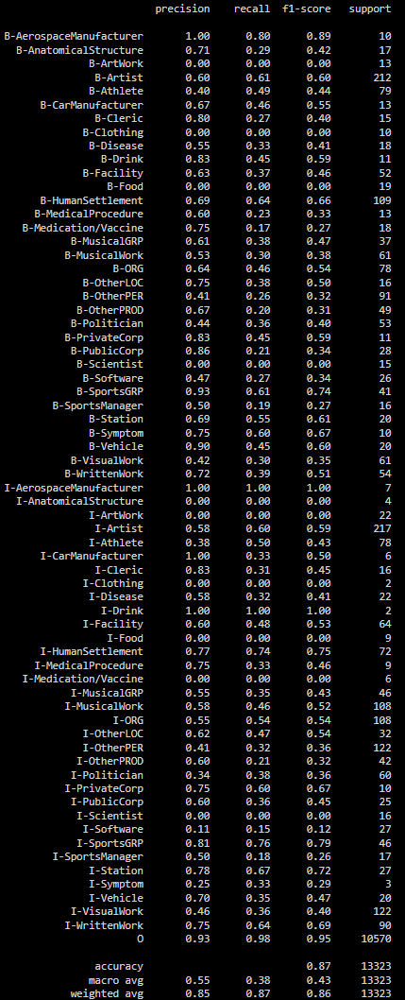 precision recall f1-score support
B-AerospaceManufacturer 1.00 0.80 0.89 10
B-AnatomicalStructure 0.71 0.29 0.42 17
B-ArtWork 0.00 0.00 0.00 13
B-Artist 0.60 0.61 0.60 212
B-Athlete 0.40 0.49 0.44 79
B-CarManufacturer 0.67 0.46 0.55 13
B-Cleric 0.80 0.27 0.40 15
B-Clothing 0.00 0.00 0.00 10
B-Disease 0.55 0.33 0.41 18
B-Drink 0.83 0.45 0.59 11
B-Facility 0.63 0.37 0.46 52
B-Food 0.00 0.00 0.00 19
B-HumanSettlement 0.69 0.64 0.66 109
B-MedicalProcedure 0.60 0.23 0.33 13
B-Medication/Vaccine 0.75 0.17 0.27 18
B-MusicalGRP 0.61 0.38 0.47 37
B-MusicalWork 0.53 0.30 0.38 61
B-ORG 0.64 0.46 0.54 78
B-OtherLOC 0.75 0.38 0.50 16
B-OtherPER 0.41 0.26 0.32 91
B-OtherPROD 0.67 0.20 0.31 49
B-Politician 0.44 0.36 0.40 53
B-PrivateCorp 0.83 0.45 0.59 11
B-PublicCorp 0.86 0.21 0.34 28
B-Scientist 0.00 0.00 0.00 15
B-Software 0.47 0.27 0.34 26
B-SportsGRP 0.93 0.61 0.74 41
B-SportsManager 0.50 0.19 0.27 16
B-Station 0.69 0.55 0.61 20
B-Symptom 0.75 0.60 0.67 10
B-Vehicle 0.90 0.45 0.60 20
B-VisualWork 0.42 0.30 0.35 61
B-WrittenWork 0.72 0.39 0.51 54
I-AerospaceManufacturer 1.00 1.00 1.00 7
I-AnatomicalStructure 0.00 0.00 0.00 4
I-ArtWork 0.00 0.00 0.00 22
I-Artist 0.58 0.60 0.59 217
I-Athlete 0.38 0.50 0.43 78
I-CarManufacturer 1.00 0.33 0.50 6
I-Cleric 0.83 0.31 0.45 16
I-Clothing 0.00 0.00 0.00 2
I-Disease 0.58 0.32 0.41 22
I-Drink 1.00 1.00 1.00 2
I-Facility 0.60 0.48 0.53 64
I-Food 0.00 0.00 0.00 9
I-HumanSettlement 0.77 0.74 0.75 72
I-MedicalProcedure 0.75 0.33 0.46 9
I-Medication/Vaccine 0.00 0.00 0.00 6
I-MusicalGRP 0.55 0.35 0.43 46
I-MusicalWork 0.58 0.46 0.52 108
I-ORG 0.55 0.54 0.54 108
I-OtherLOC 0.62 0.47 0.54 32
I-OtherPER 0.41 0.32 0.36 122
I-OtherPROD 0.60 0.21 0.32 42
I-Politician 0.34 0.38 0.36 60
I-PrivateCorp 0.75 0.60 0.67 10
I-PublicCorp 0.60 0.36 0.45 25
I-Scientist 0.00 0.00 0.00 16
I-Software 0.11 0.15 0.12 27
I-SportsGRP 0.81 0.76 0.79 46
I-SportsManager 0.50 0.18 0.26 17
I-Station 0.78 0.67 0.72 27
I-Symptom 0.25 0.33 0.29 3
I-Vehicle 0.70 0.35 0.47 20
I-VisualWork 0.46 0.36 0.40 122
I-WrittenWork 0.75 0.64 0.69 90
O 0.93 0.98 0.95 10570
accuracy 0.87 13323
macro avg 0.55 0.38 0.43 13323
weighted avg 0.85 0.87 0.86 13323